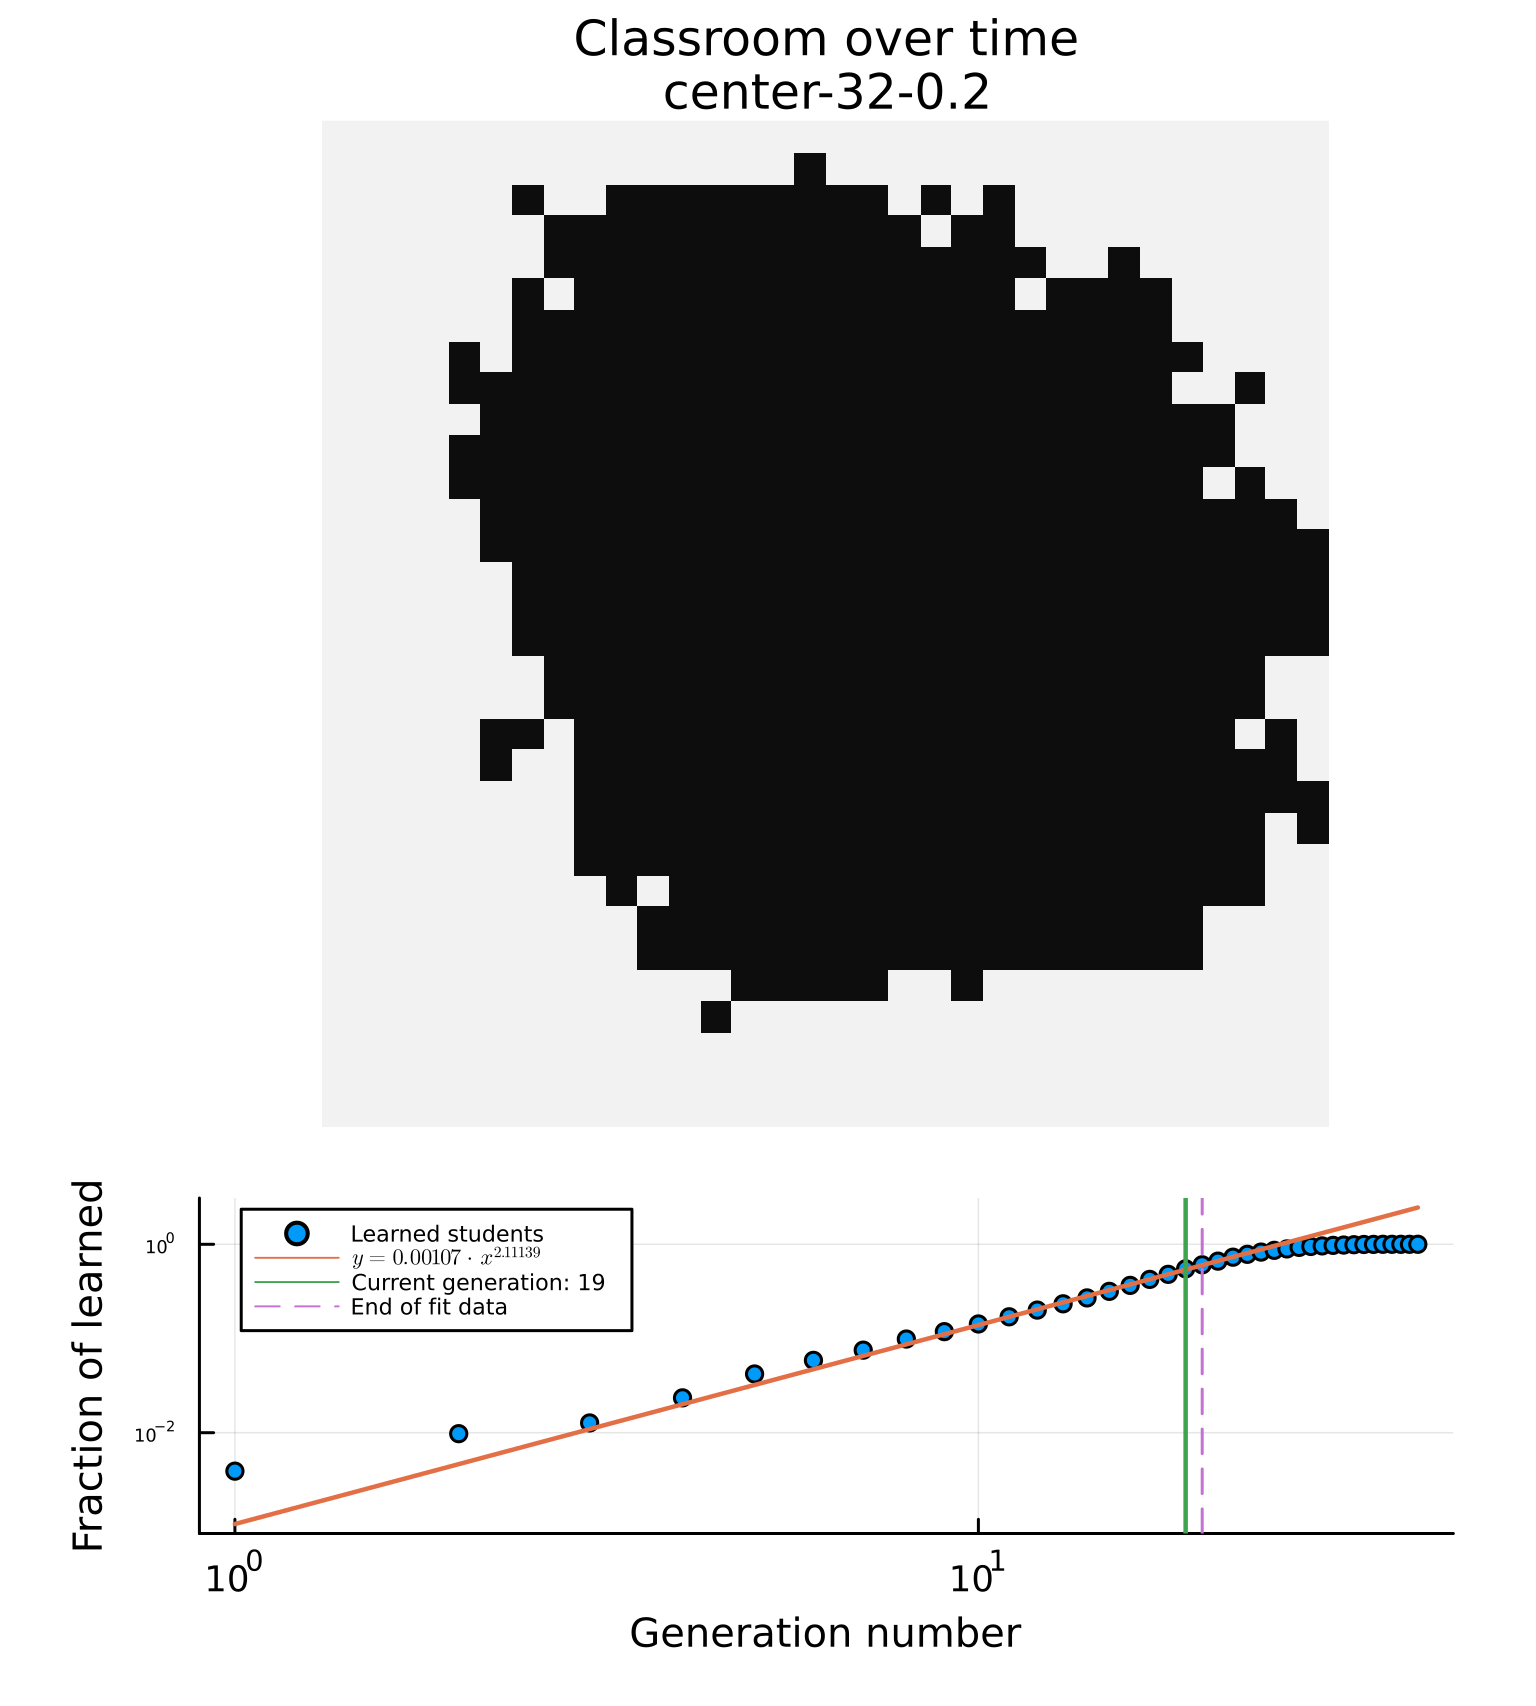 Classroom over time
center-32-0.2
Learned students
y = 0.00107 · x^2.11139
Current generation: 19
End of fit data
10^0
10^-2
Fraction of learned
10^0
10^1
Generation number